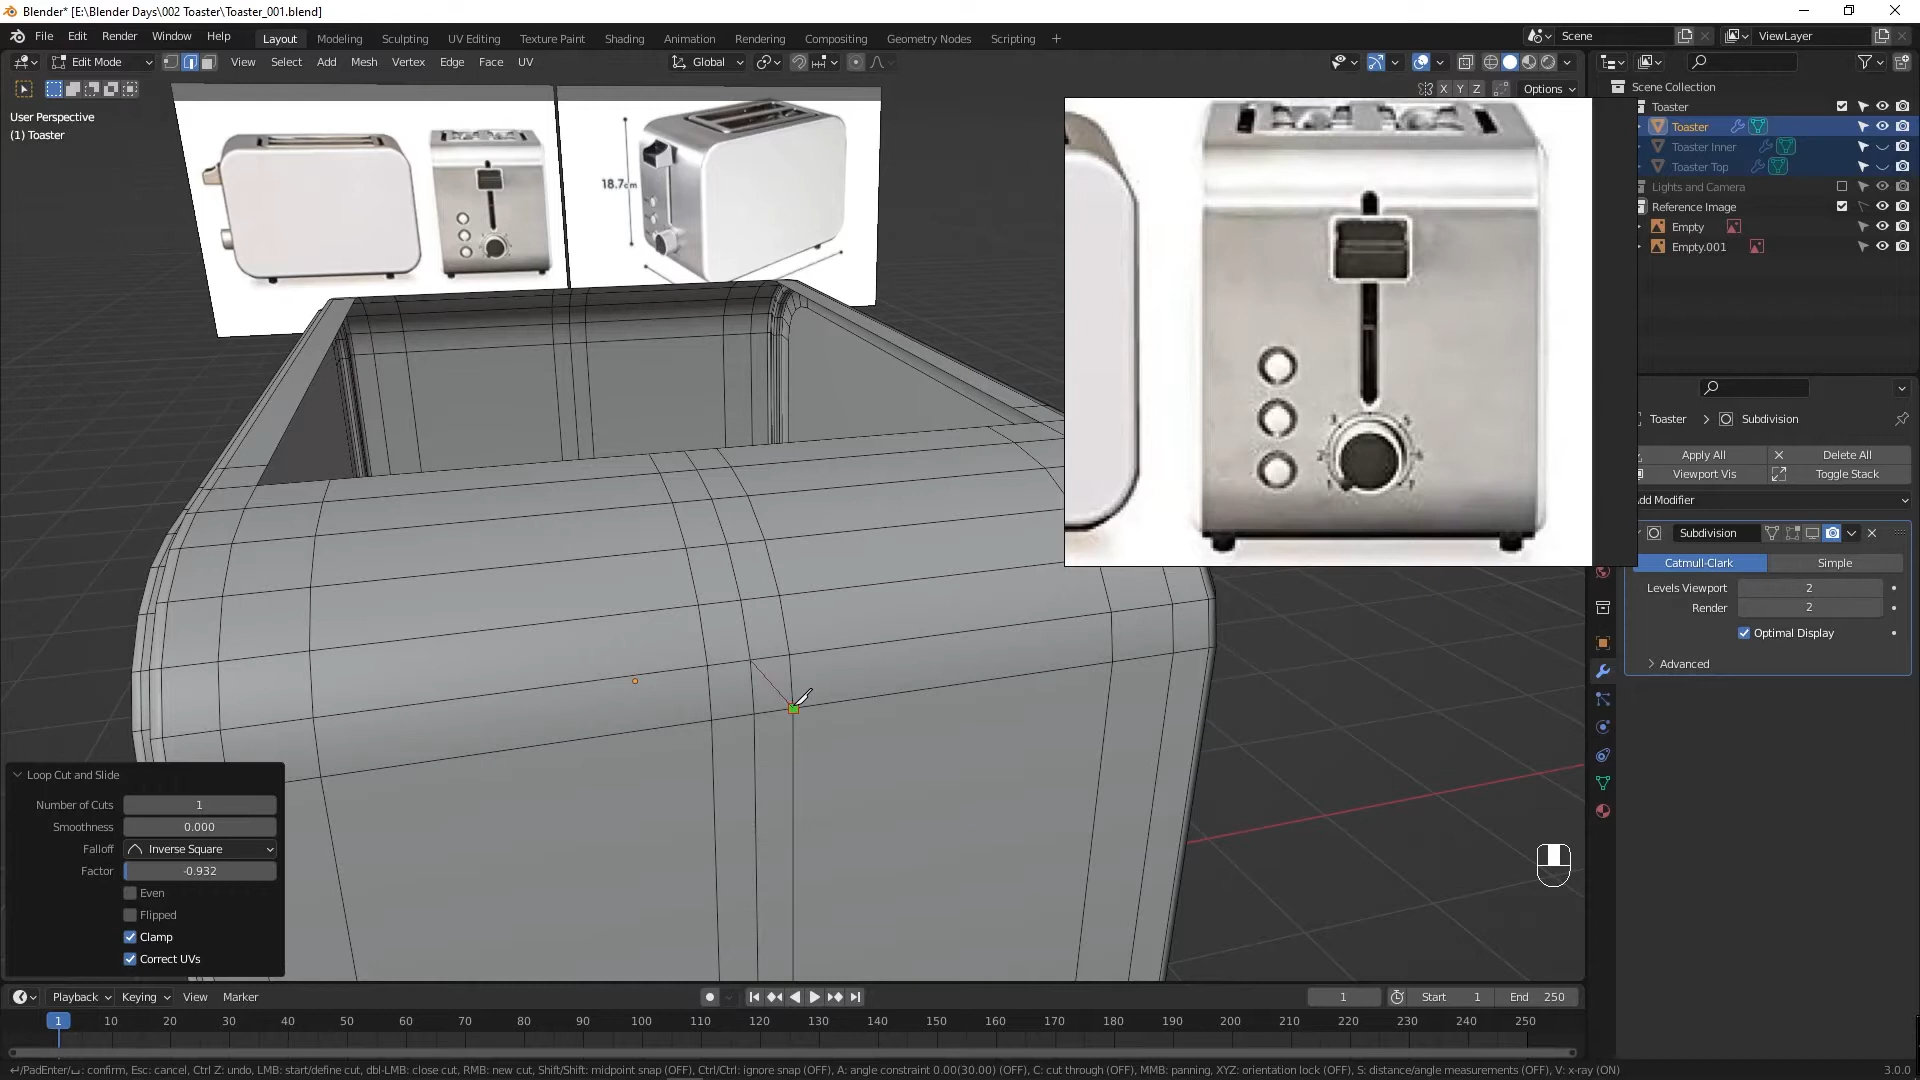 Blender* [E:\Blender Days\002 Toaster\Toaster_001.blend]
File Edit Render Window Help Layout Modeling Sculpting UV Editing Texture Paint Shading Animation Rendering Compositing Geometry Nodes Scripting + Scene ViewLayer
Edit Mode View Select Add Mesh Vertex Edge Face UV Global
X Y Z Options
User Perspective
(1) Toaster
18.7cm
Scene Collection
Toaster
Toaster
Toaster Inner
Toaster Top
Lights and Camera
Reference Image
Empty
Empty.001
Toaster > Subdivision
Apply All Delete All
Viewport Vis Toggle Stack
dd Modifier
Subdivision
Catmull-Clark Simple
Levels Viewport 2
Render 2
Optimal Display
Advanced
Loop Cut and Slide
Number of Cuts 1
Smoothness 0.000
Falloff Inverse Square
Factor -0.932
Even
Flipped
Clamp
Correct UVs
Playback Keying View Marker 1 Start 1 End 250
1 10 20 30 40 50 60 70 80 90 100 110 120 130 140 150 160 170 180 190 200 210 220 230 240 250
PadEnter/: confirm, Esc: cancel, Ctrl Z: undo, LMB: start/define cut, dbl-LMB: close cut, RMB: new cut, Shift/Shift: midpoint snap (OFF), Ctrl/Ctrl: ignore snap (OFF), A: angle constraint 0.00(30.00) (OFF), C: cut through (OFF), MMB: panning, XYZ: orientation lock (OFF), S: distance/angle measurements (OFF), V: x-ray (ON) 3.0.0